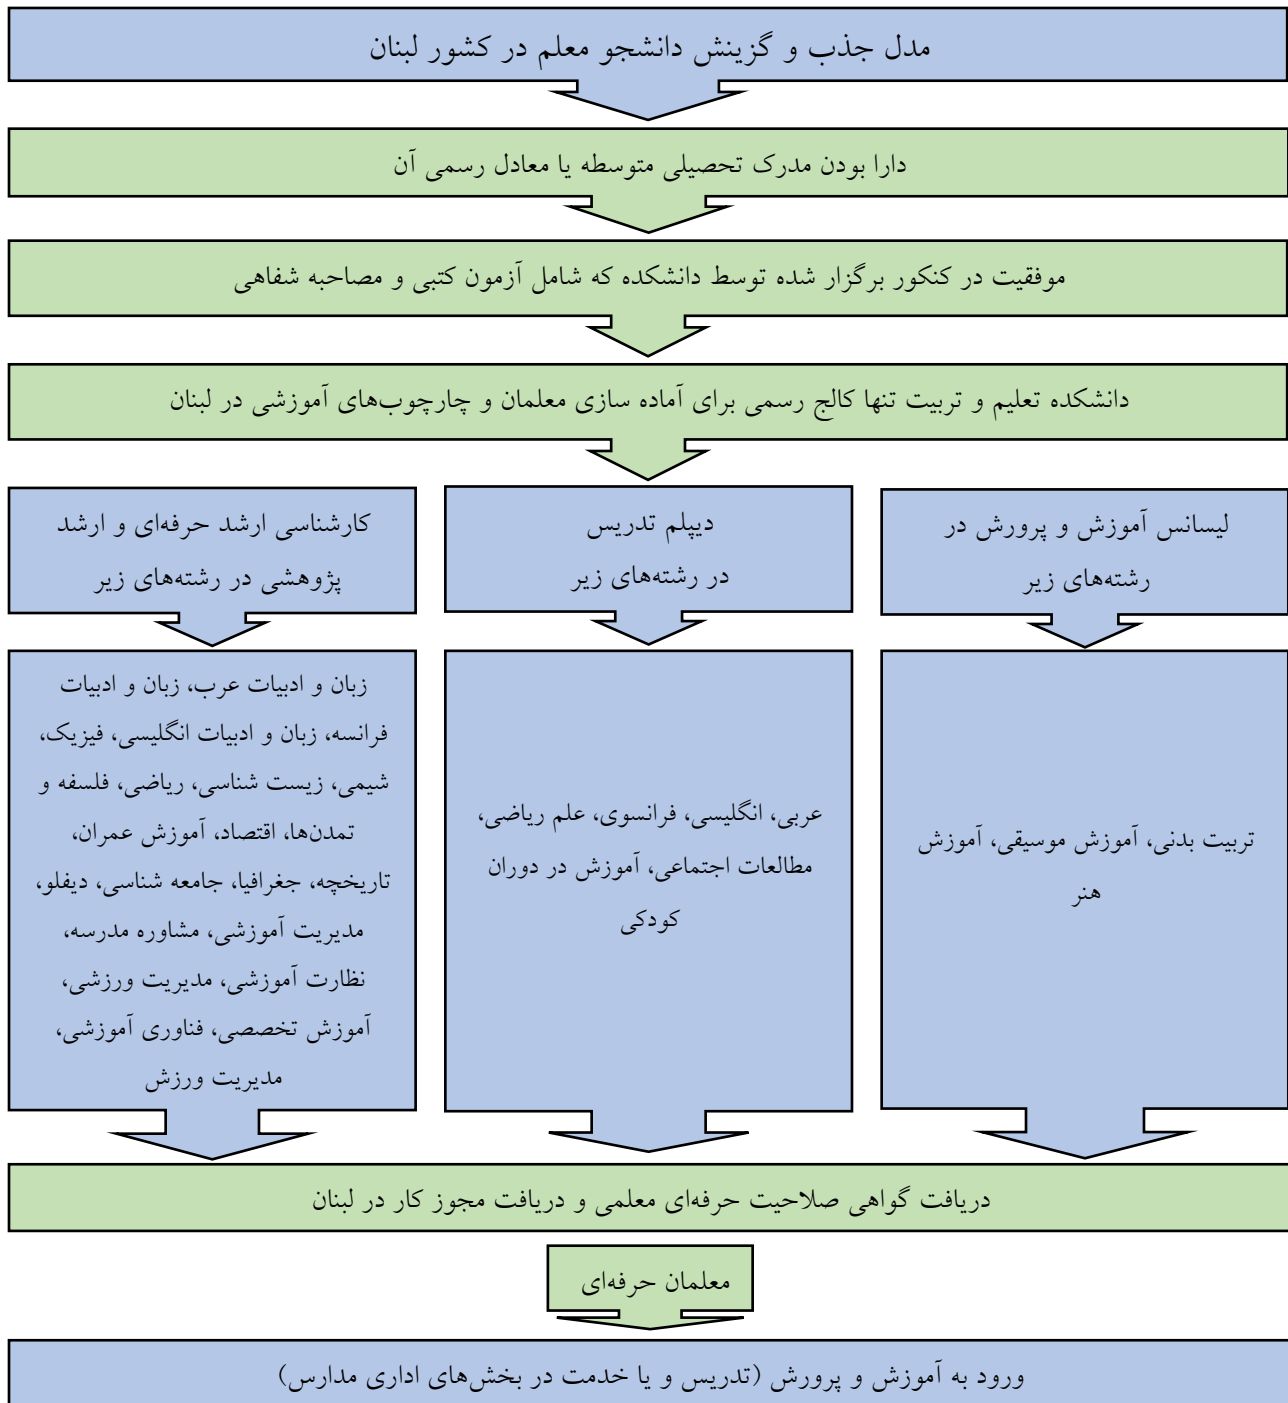 مدل جذب و گزینش دانشجو معلم در کشور لبنان
دارا بودن مدرک تحصیلی متوسطه یا معادل رسمی آن
موفقیت در کنکور برگزار شده توسط دانشکده که شامل آزمون کتبی و مصاحبه شفاهی
دانشکده تعلیم و تربیت تنها کالج رسمی برای آماده سازی معلمان و چارچوب‌های آموزشی در لبنان
لیسانس آموزش و پرورش در
رشته‌های زیر
دیپلم تدریس
در رشته‌های زیر
کارشناسی ارشد حرفه‌ای و ارشد
پژوهشی در رشته‌های زیر
تربیت بدنی، آموزش موسیقی، آموزش
هنر
عربی، انگلیسی، فرانسوی، علم ریاضی،
مطالعات اجتماعی، آموزش در دوران
کودکی
زبان و ادبیات عرب، زبان و ادبیات
فرانسه، زبان و ادبیات انگلیسی، فیزیک،
شیمی، زیست شناسی، ریاضی، فلسفه و
تمدن‌ها، اقتصاد، آموزش عمران،
تاریخچه، جغرافیا، جامعه شناسی، دیفلو،
مدیریت آموزشی، مشاوره مدرسه،
نظارت آموزشی، مدیریت ورزشی،
آموزش تخصصی، فناوری آموزشی،
مدیریت ورزش
دریافت گواهی صلاحیت حرفه‌ای معلمی و دریافت مجوز کار در لبنان
معلمان حرفه‌ای
ورود به آموزش و پرورش (تدریس و یا خدمت در بخش‌های اداری مدارس)